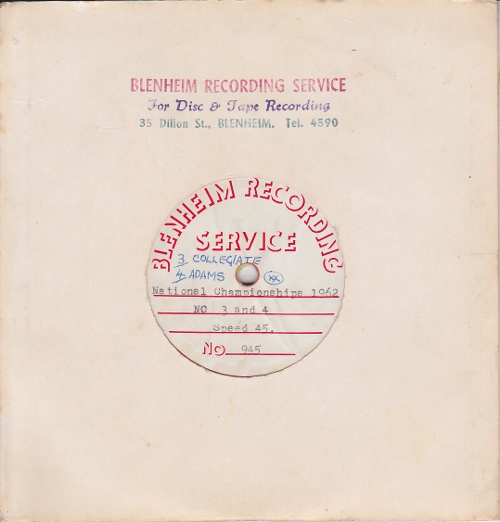 BLENHEIM RECORDING SERVICE
For Disc & Tape Recording
35 Dillon St., BLENHEIM. Tel. 4590
BLENHEIM RECORDING
SERVICE
3 COLLEGIATE
4 ADAMS
National Championships 1962
NO 3 and 4
Speed 45.
No 945